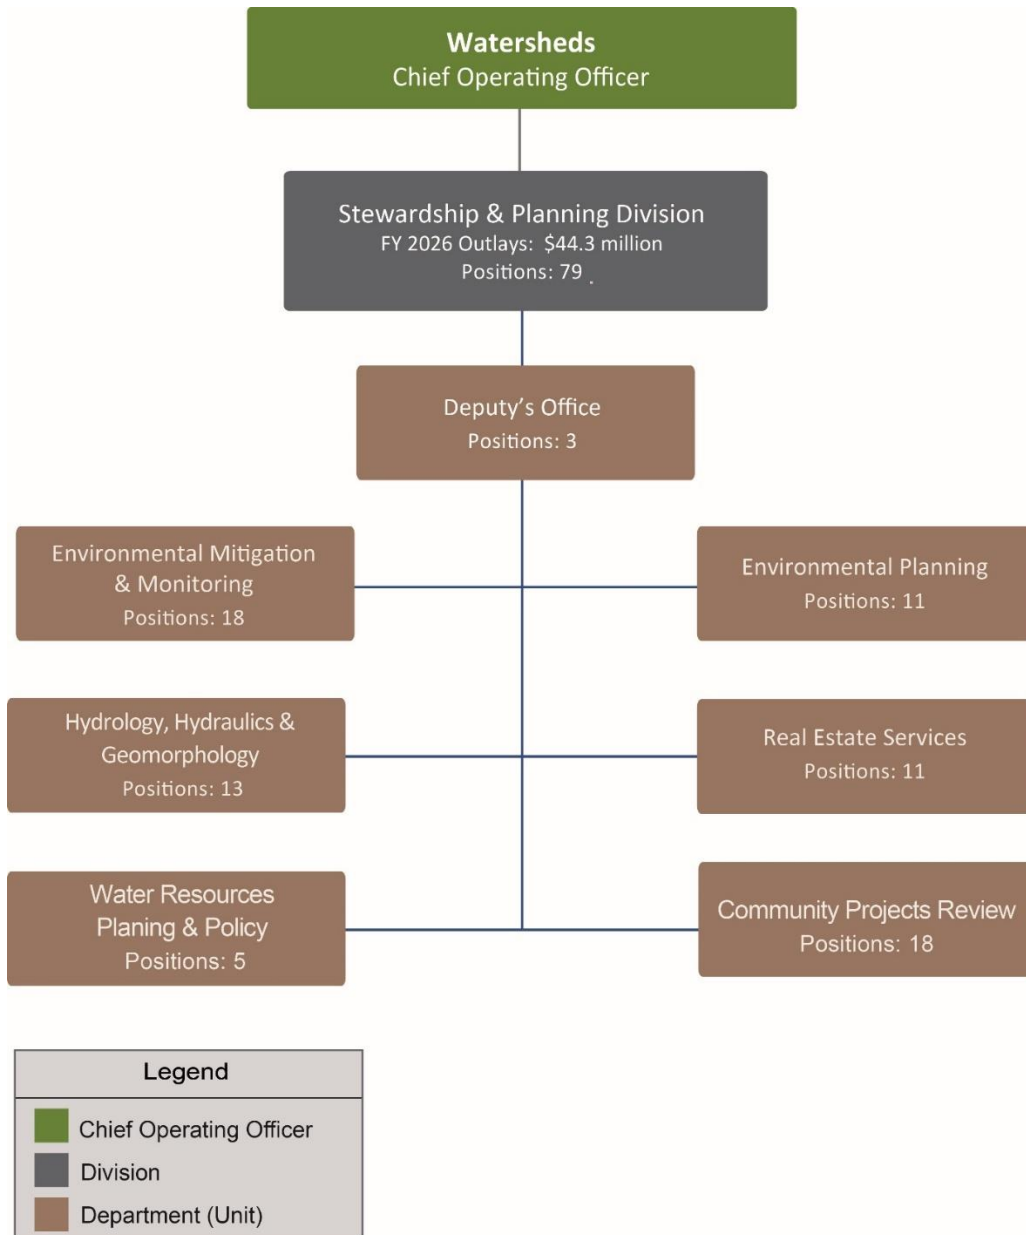 Watersheds
Chief Operating Officer
Stewardship & Planning Division
FY 2026 Outlays: $44.3 million
Positions: 79 .
Deputy’s Office
Positions: 3
Environmental Mitigation
& Monitoring
Positions: 18
Environmental Planning
Positions: 11
Hydrology, Hydraulics &
Geomorphology
Positions: 13
Real Estate Services
Positions: 11
Water Resources
Planing & Policy
Positions: 5
Community Projects Review
Positions: 18
Legend
Chief Operating Officer
Division
Department (Unit)